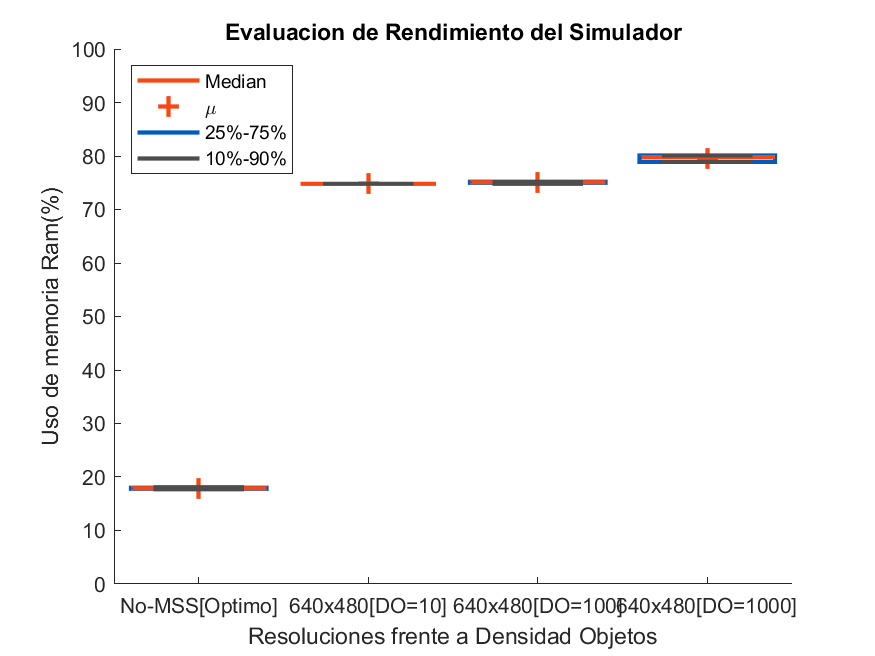 Evaluacion de Rendimiento del Simulador
100
90
80
70
60
50
40
30
20
10
0
Uso de memoria Ram(%)
Median
μ
25%-75%
10%-90%
No-MSS[Optimo]
640x480[DO=10]
640x480[DO=100]
640x480[DO=1000]
Resoluciones frente a Densidad Objetos